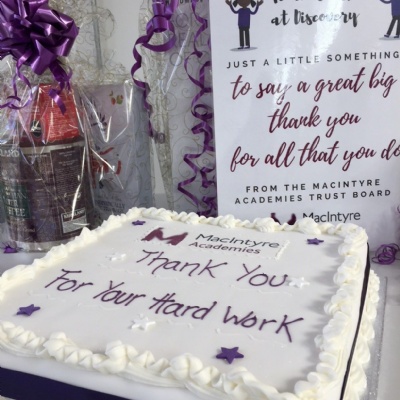 at Discovery
JUST A LITTLE SOMETHING
to say a great big
thank you
for all that you do
FROM THE MACINTYRE
ACADEMIES TRUST BOARD
MacIntyre
MacIntyre
Academies
Thank You
For Your Hard Work